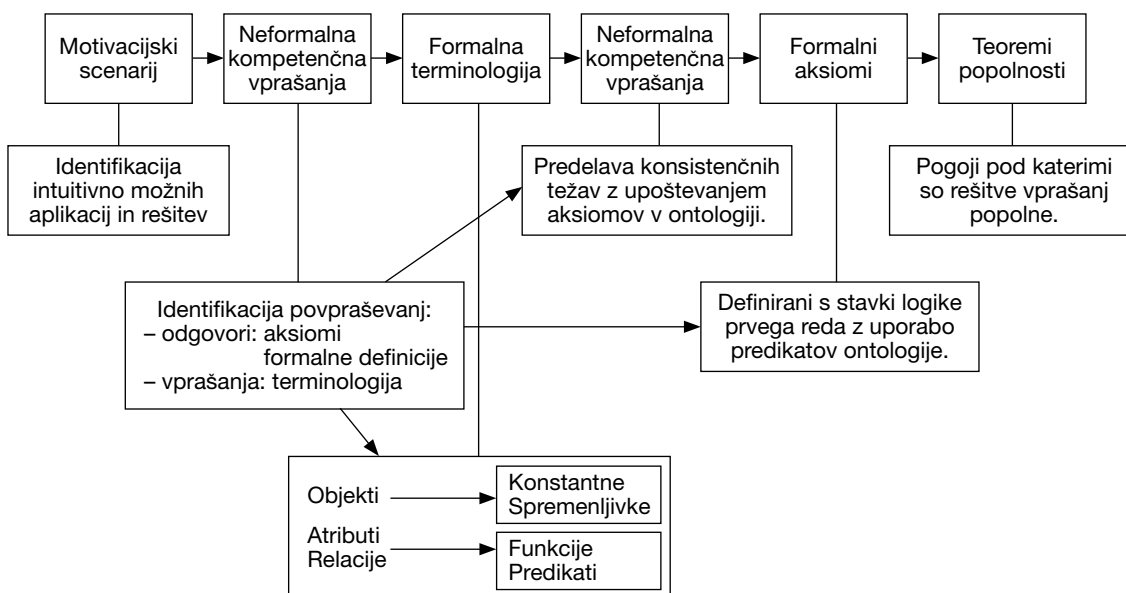 Motivacijski
scenarij
Neformalna
kompetenčna
vprašanja
Formalna
terminologija
Neformalna
kompetenčna
vprašanja
Formalni
aksiomi
Teoremi
popolnosti
Identifikacija
intuitivno možnih
aplikacij in rešitev
Predelava konsistenčnih
težav z upoštevanjem
aksiomov v ontologiji.
Pogoji pod katerimi
so rešitve vprašanj
popolne.
Identifikacija povpraševanj:
– odgovori: aksiomi
formalne definicije
– vprašanja: terminologija
Definirani s stavki logike
prvega reda z uporabo
predikatov ontologije.
Objekti
Konstantne
Spremenljivke
Atributi
Relacije
Funkcije
Predikati